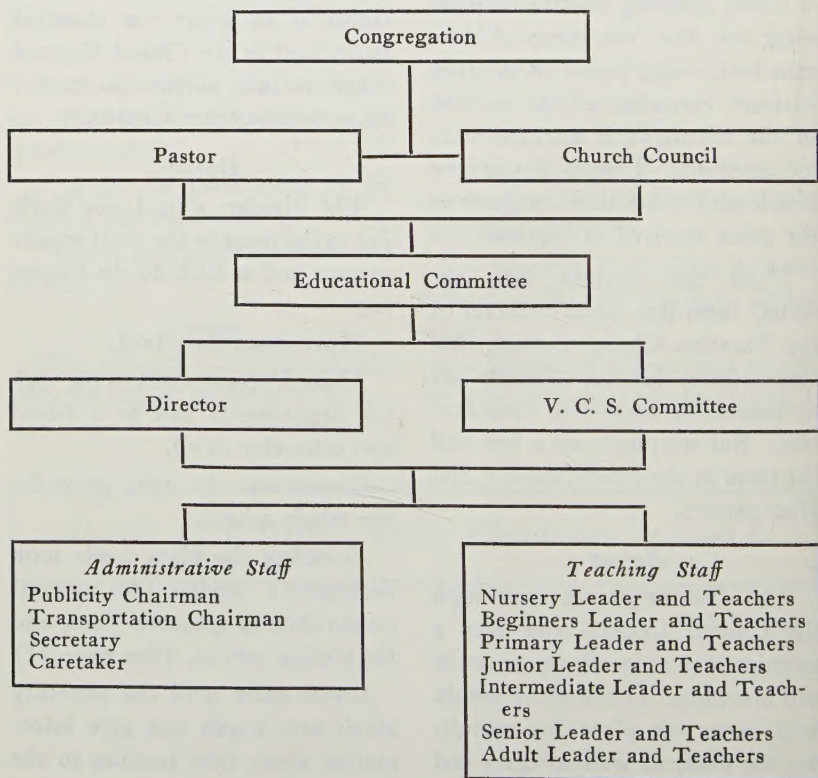 Congregation
Pastor
Church Council
Educational Committee
Director
V. C. S. Committee
Administrative Staff
Publicity Chairman
Transportation Chairman
Secretary
Caretaker
Teaching Staff
Nursery Leader and Teachers
Beginners Leader and Teachers
Primary Leader and Teachers
Junior Leader and Teachers
Intermediate Leader and Teach-
ers
Senior Leader and Teachers
Adult Leader and Teachers